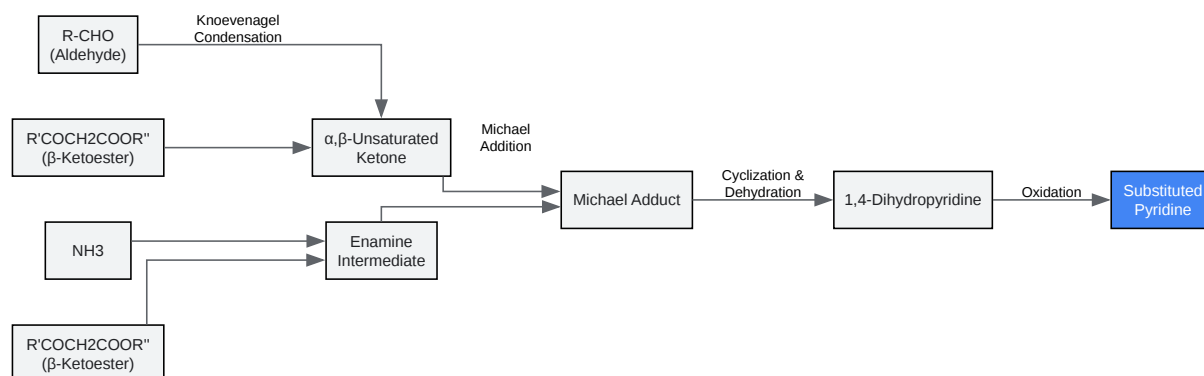 R-CHO
(Aldehyde)
Knoevenagel
Condensation
R'COCH2COOR"
(β-Ketoester)
α,β-Unsaturated
Ketone
Michael
Addition
NH3
Enamine
Intermediate
R'COCH2COOR"
(β-Ketoester)
Michael Adduct
Cyclization &
Dehydration
1,4-Dihydropyridine
Oxidation
Substituted
Pyridine